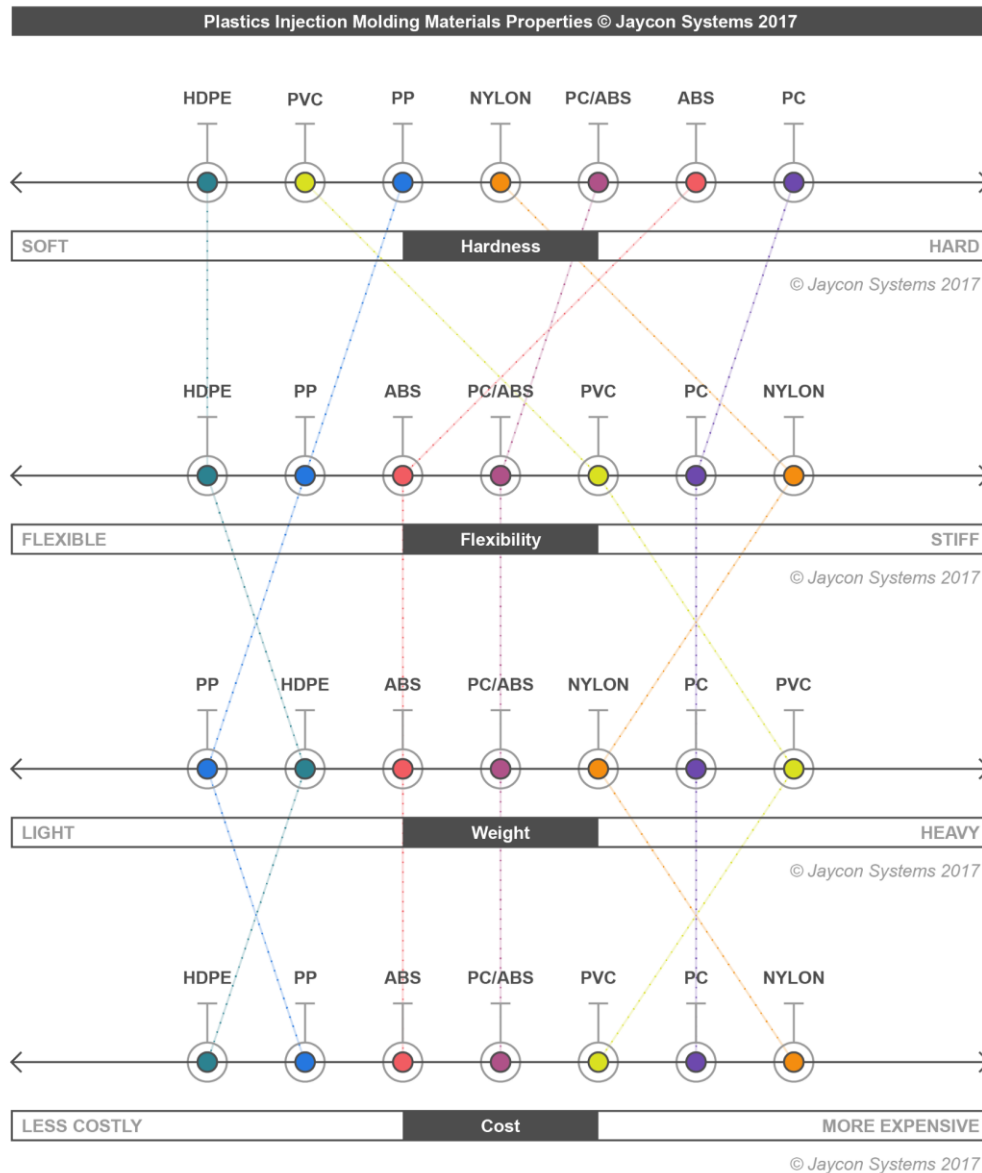 Plastics Injection Molding Materials Properties © Jaycon Systems 2017
HDPE PVC PP NYLON PC/ABS ABS PC
SOFT Hardness HARD
© Jaycon Systems 2017
HDPE PP ABS PC/ABS PVC PC NYLON
FLEXIBLE Flexibility STIFF
© Jaycon Systems 2017
PP HDPE ABS PC/ABS NYLON PC PVC
LIGHT Weight HEAVY
© Jaycon Systems 2017
HDPE PP ABS PC/ABS PVC PC NYLON
LESS COSTLY Cost MORE EXPENSIVE
© Jaycon Systems 2017